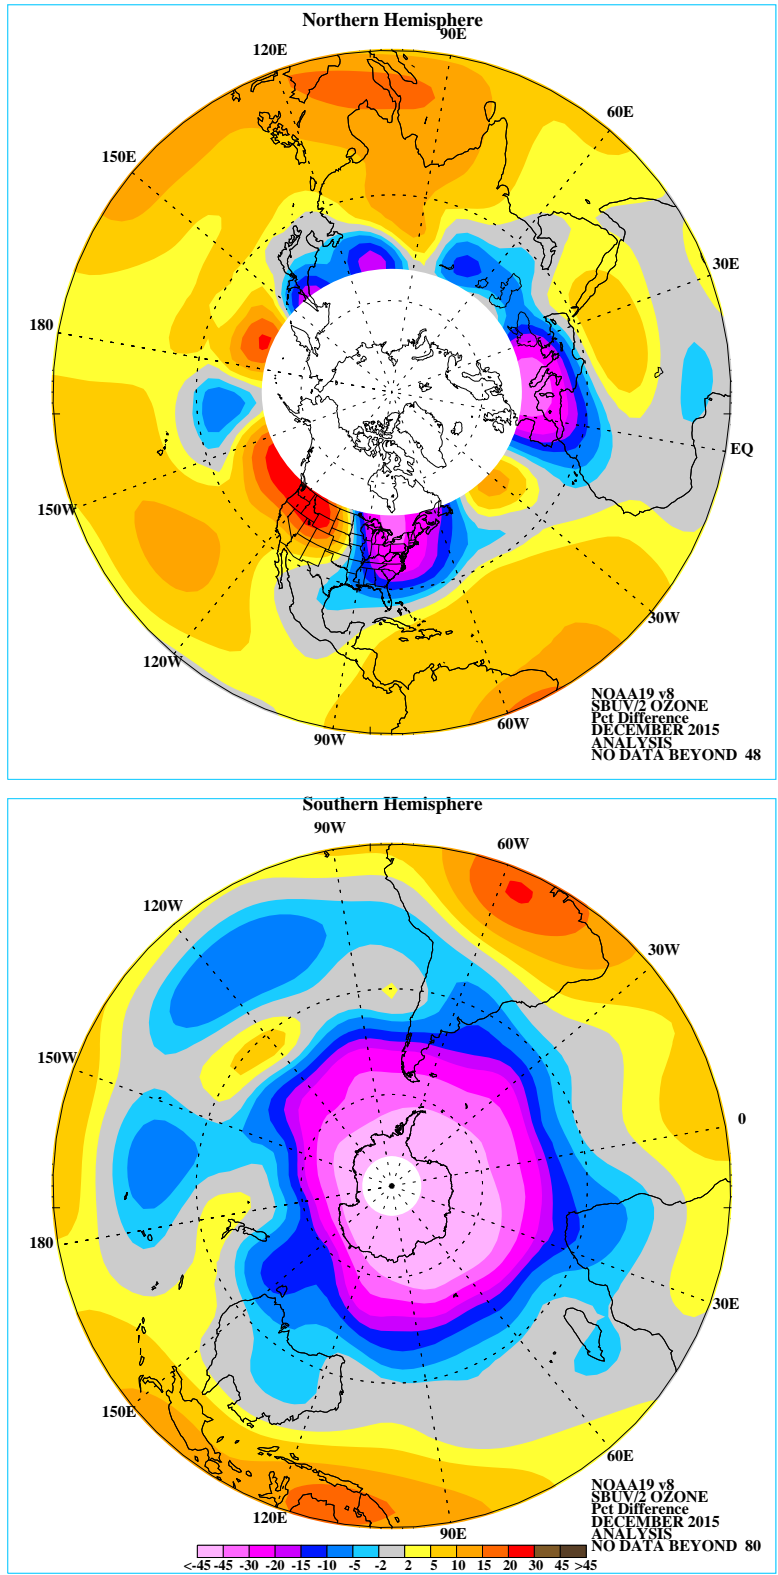 Northern Hemisphere
90E
120E
60E
150E
30E
180
EQ
150W
30W
120W
60W
90W
NOAA19 v8
SBUV/2 OZONE
Pct Difference
DECEMBER 2015
ANALYSIS
NO DATA BEYOND 48
Southern Hemisphere
90W
60W
120W
30W
150W
0
180
30E
150E
60E
120E
90E
NOAA19 v8
SBUV/2 OZONE
Pct Difference
DECEMBER 2015
ANALYSIS
NO DATA BEYOND 80
<-45 -45 -30 -20 -15 -10 -5 -2 2 5 10 15 20 30 45 >45